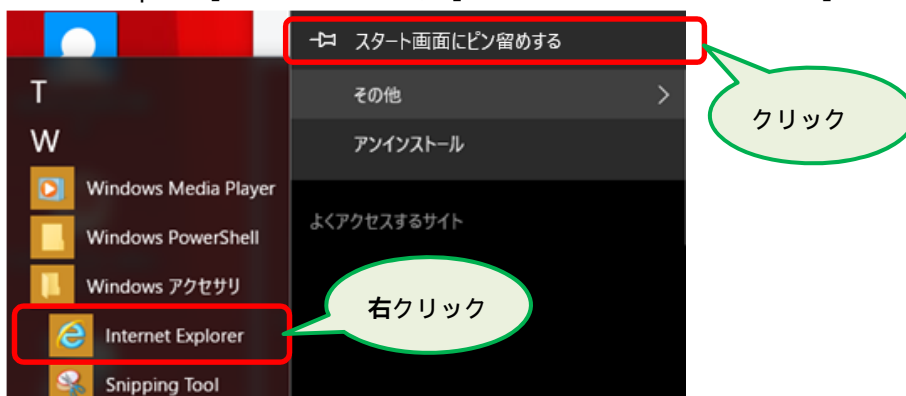 スタート画面にピン留めする
その他
アンインストール
よくアクセスするサイト
クリック
T
W
Windows Media Player
Windows PowerShell
Windows アクセサリ
Internet Explorer
Snipping Tool
右クリック